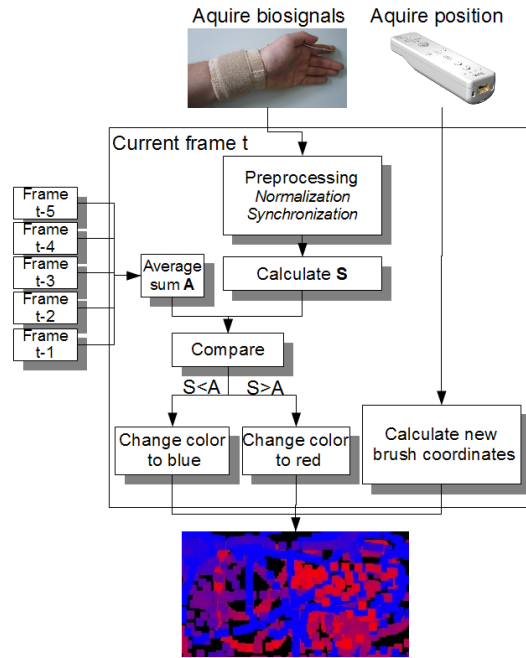 Aquire biosignals
Aquire position
Current frame t
Preprocessing
Normalization
Synchronization
Frame
t-5
Frame
t-4
Frame
t-3
Frame
t-2
Frame
t-1
Average
sum A
Calculate S
Compare
S<A
S>A
Change color
to blue
Change color
to red
Calculate new
brush coordinates